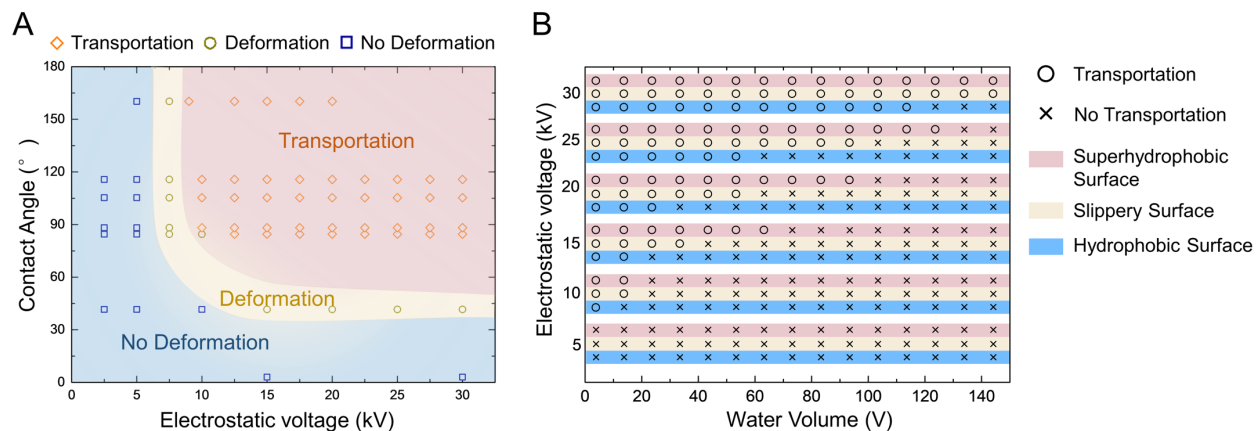 A
Transportation Deformation No Deformation
180
150
120
90
60
30
0
Contact Angle (°)
Transportation
Deformation
No Deformation
0 5 10 15 20 25 30
Electrostatic voltage (kV)
B
30
25
20
15
10
5
Electrostatic voltage (kV)
0 20 40 60 80 100 120 140
Water Volume (V)
Transportation
No Transportation
Superhydrophobic
Surface
Slippery Surface
Hydrophobic Surface